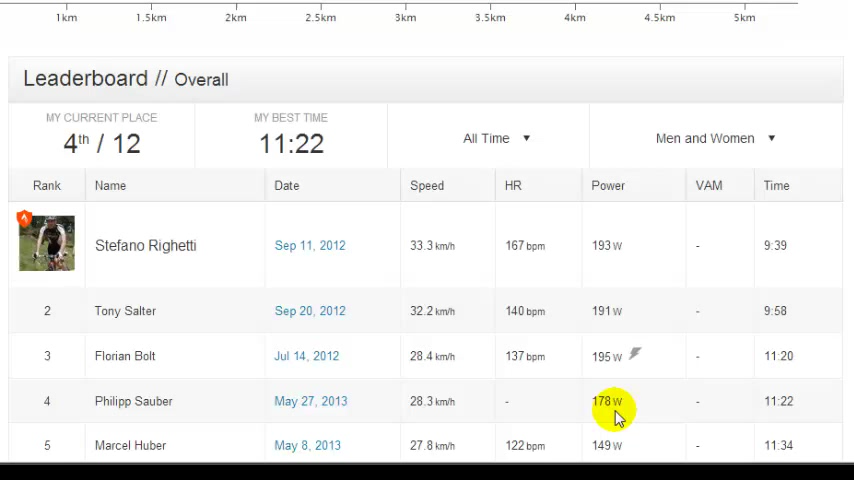 1km 1.5km 2km 2.5km 3km 3.5km 4km 4.5km 5km
Leaderboard // Overall
MY CURRENT PLACE MY BEST TIME
4th / 12 11:22 All Time Men and Women
Rank Name Date Speed HR Power VAM Time
Stefano Righetti Sep 11, 2012 33.3 km/h 167 bpm 193 W - 9:39
2 Tony Salter Sep 20, 2012 32.2 km/h 140 bpm 191 W - 9:58
3 Florian Bolt Jul 14, 2012 28.4 km/h 137 bpm 195 W - 11:20
4 Philipp Sauber May 27, 2013 28.3 km/h - 178 W - 11:22
5 Marcel Huber May 8, 2013 27.8 km/h 122 bpm 149 W - 11:34